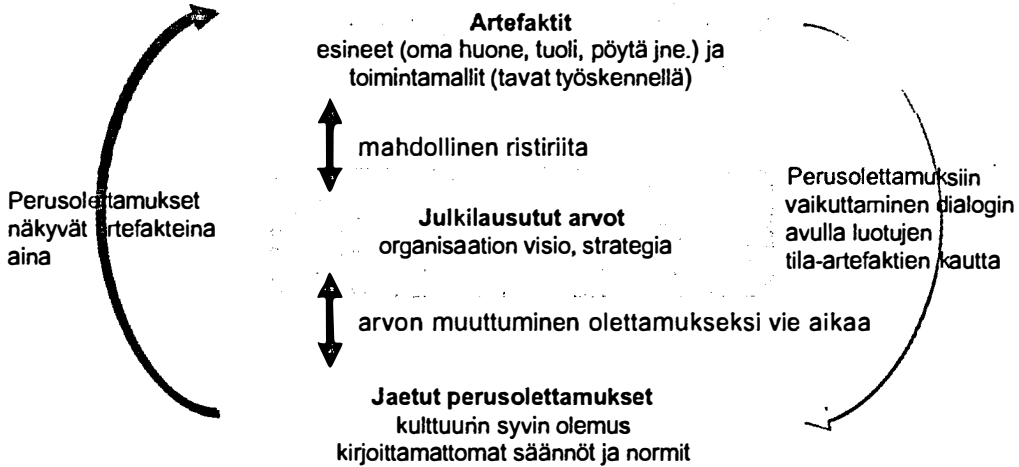 Artefaktit
esineet (oma huone, tuoli, pöytä jne.) ja
toimintamallit (tavat työskennellä)
mahdollinen ristiriita
Perusolettamukset
näkyvät artefakteina
aina
Julkilausutut arvot
organisaation visio, strategia
Perusolettamuksiin
vaikuttaminen dialogin
avulla luotujen
tila-artefaktien kautta
arvon muuttuminen olettamukseksi vie aikaa
Jaetut perusolettamukset
kulttuurin syvin olemus
kirjoittamattomat säännöt ja normit